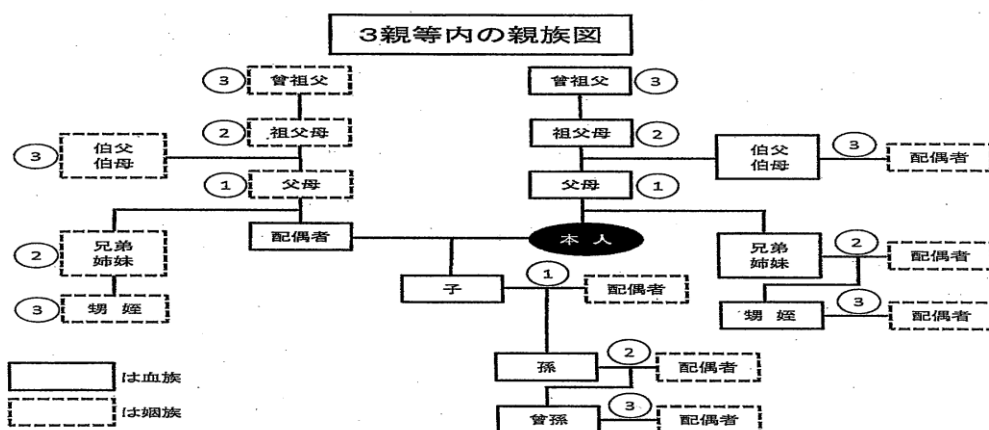 3親等内の親族図
3 曾祖父
曾祖父 3
2 祖父母
祖父母 2
3 伯父
伯母
伯父
伯母
3
配偶者
1 父母
父母 1
配偶者
本人
2 兄弟
姉妹
兄弟
姉妹
2
配偶者
子
1
配偶者
3 甥 姪
甥 姪
3
配偶者
孫
2
配偶者
曾孫
3
配偶者
は血族
は姻族